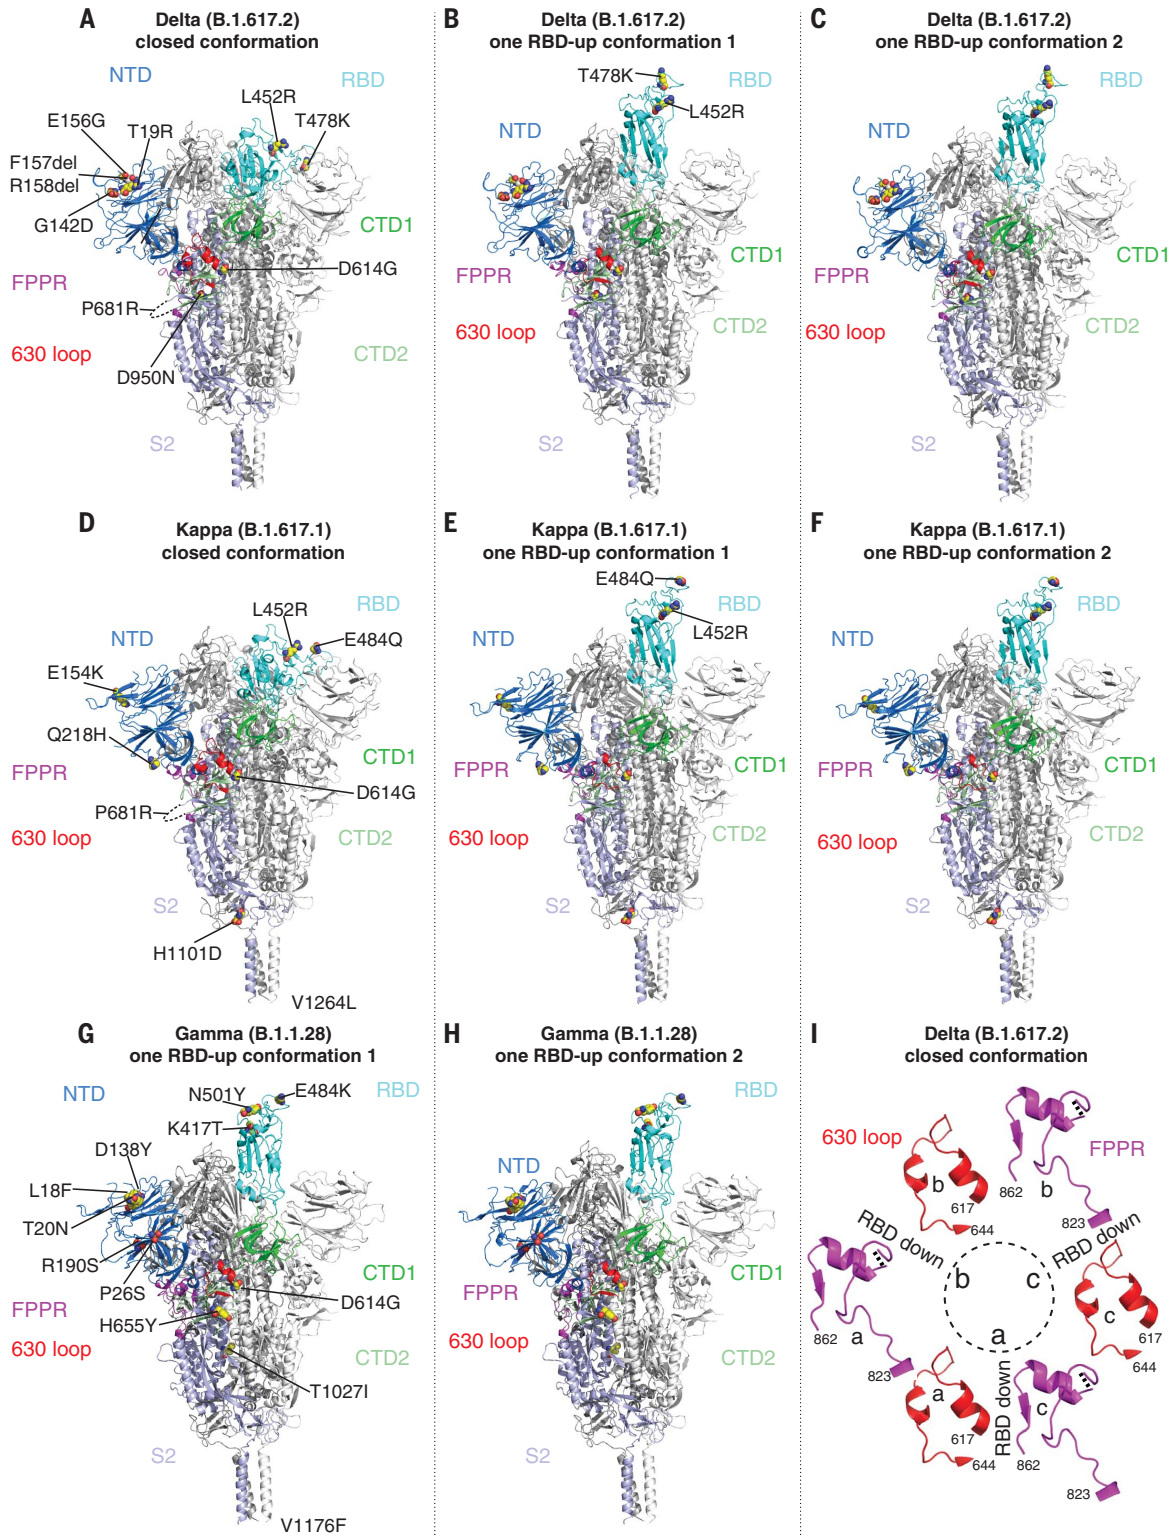 A
Delta (B.1.617.2)
closed conformation
NTD
RBD
L452R
E156G
T19R
T478K
F157del
R158del
G142D
CTD1
FPPR
D614G
P681R
630 loop
CTD2
D950N
S2
B
Delta (B.1.617.2)
one RBD-up conformation 1
T478K
RBD
L452R
NTD
CTD1
FPPR
630 loop
CTD2
S2
C
Delta (B.1.617.2)
one RBD-up conformation 2
RBD
NTD
CTD1
FPPR
630 loop
CTD2
S2
D
Kappa (B.1.617.1)
closed conformation
RBD
L452R
NTD
E484Q
E154K
Q218H
CTD1
FPPR
D614G
P681R
630 loop
CTD2
S2
H1101D
V1264L
E
Kappa (B.1.617.1)
one RBD-up conformation 1
E484Q
RBD
L452R
NTD
CTD1
FPPR
630 loop
CTD2
S2
F
Kappa (B.1.617.1)
one RBD-up conformation 2
RBD
NTD
CTD1
FPPR
630 loop
CTD2
S2
G
Gamma (B.1.1.28)
one RBD-up conformation 1
NTD
N501Y
E484K
RBD
K417T
D138Y
L18F
T20N
R190S
P26S
CTD1
FPPR
D614G
H655Y
630 loop
CTD2
T1027I
S2
V1176F
H
Gamma (B.1.1.28)
one RBD-up conformation 2
RBD
NTD
CTD1
FPPR
630 loop
CTD2
S2
I
Delta (B.1.617.2)
closed conformation
630 loop
FPPR
b
862
b
617
644
823
RBD down
RBD down
b
c
a
c
617
644
862
a
823
a
RBD down
c
617
644
862
823